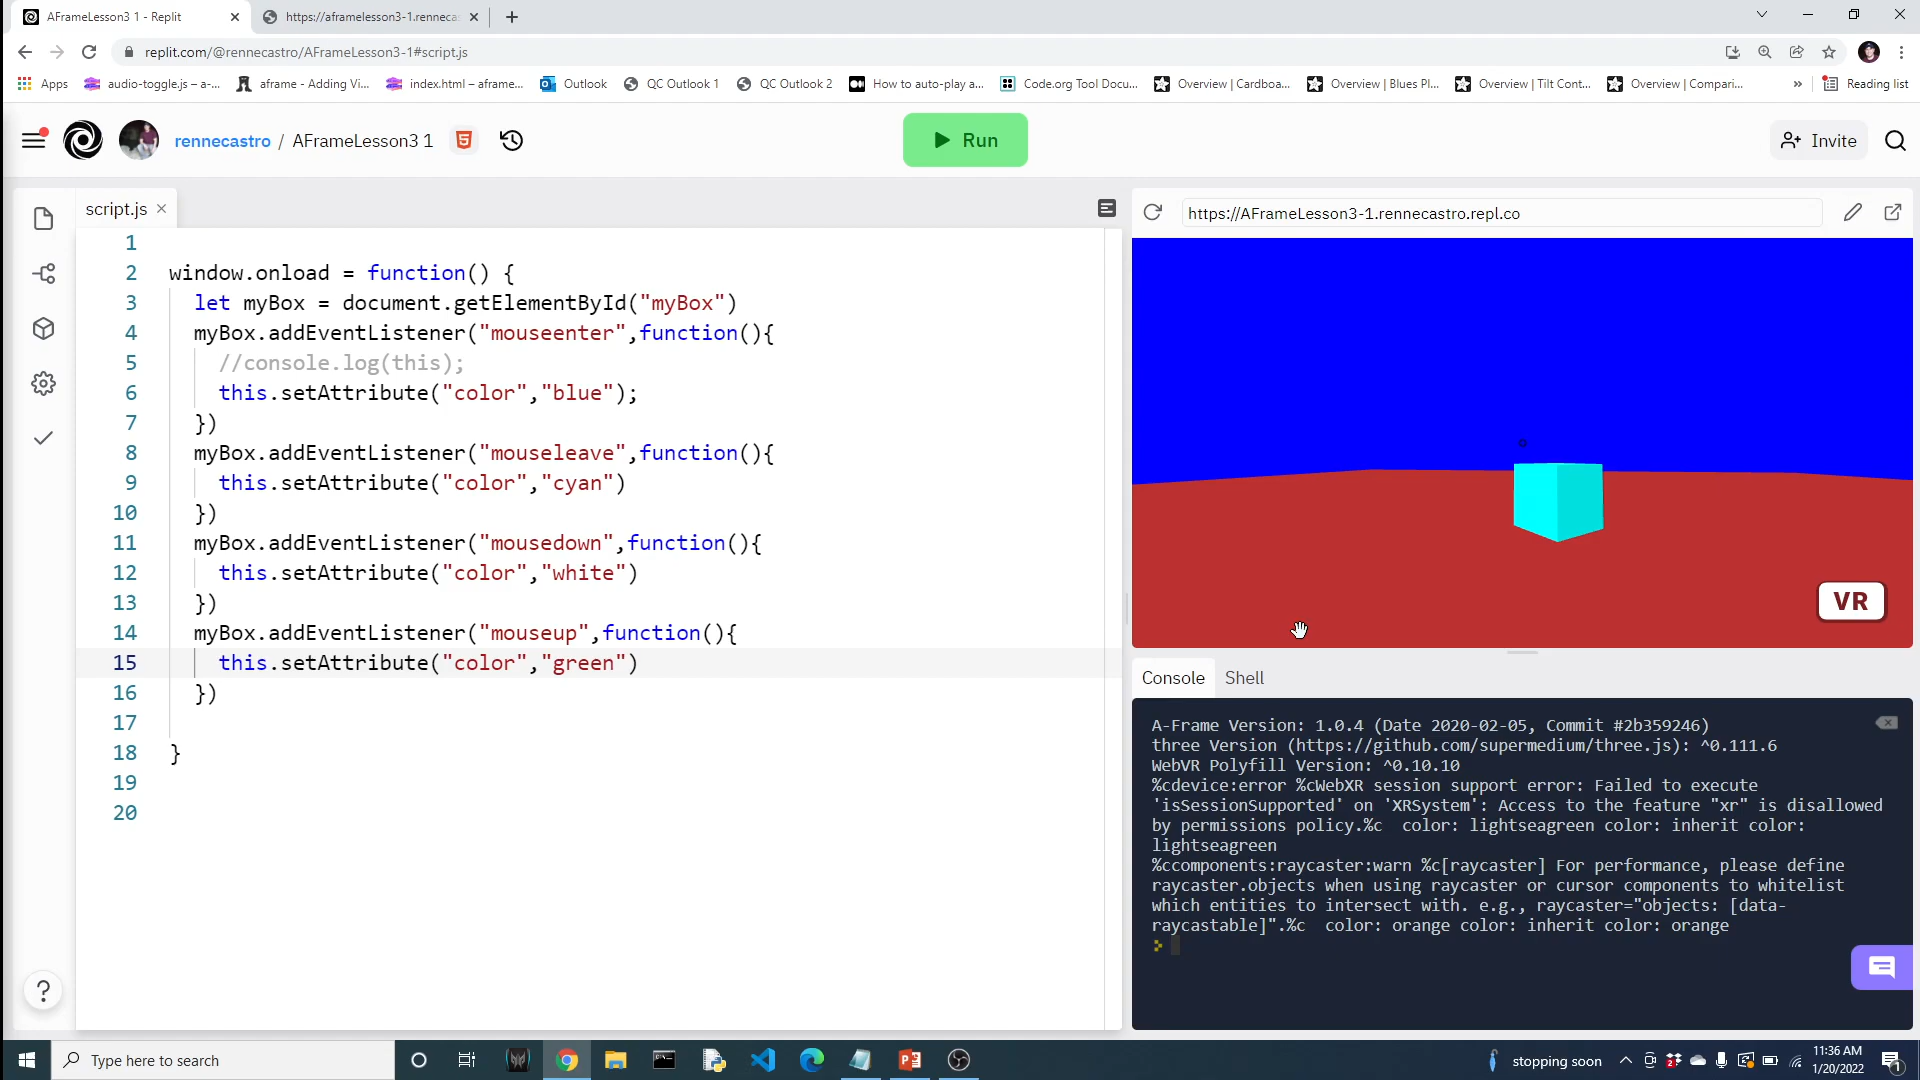 AFrameLesson3 1 - Replit
https://aframelesson3-1.renneca:
replit.com/@rennecastro/AFrameLesson3-1#script.js
Apps
audio-toggle.js – a-...
aframe - Adding Vi...
index.html – aframe...
Outlook
QC Outlook 1
QC Outlook 2
How to auto-play a...
Code.org Tool Docu...
Overview | Cardboa...
Overview | Blues Pl...
Overview | Tilt Cont...
Overview | Compari...
»
Reading list
rennecastro / AFrameLesson3 1
Run
Invite
script.js
https://AFrameLesson3-1.rennecastro.repl.co
1
2 window.onload = function() {
3 let myBox = document.getElementById("myBox")
4 myBox.addEventListener("mouseenter",function(){
5 //console.log(this);
6 this.setAttribute("color","blue");
7 })
8 myBox.addEventListener("mouseleave",function(){
9 this.setAttribute("color","cyan")
10 })
11 myBox.addEventListener("mousedown",function(){
12 this.setAttribute("color","white")
13 })
14 myBox.addEventListener("mouseup",function(){
15 this.setAttribute("color","green")
16 })
17
18 }
19
20
VR
Console
Shell
A-Frame Version: 1.0.4 (Date 2020-02-05, Commit #2b359246)
three Version (https://github.com/supermedium/three.js): ^0.111.6
WebVR Polyfill Version: ^0.10.10
%cdevice:error %cWebXR session support error: Failed to execute
'isSessionSupported' on 'XRSystem': Access to the feature "xr" is disallowed
by permissions policy.%c color: lightseagreen color: inherit color:
lightseagreen
%ccomponents:raycaster:warn %c[raycaster] For performance, please define
raycaster.objects when using raycaster or cursor components to whitelist
which entities to intersect with. e.g., raycaster="objects: [data-
raycastable]".%c color: orange color: inherit color: orange
>
?
Type here to search
stopping soon
11:36 AM
1/20/2022